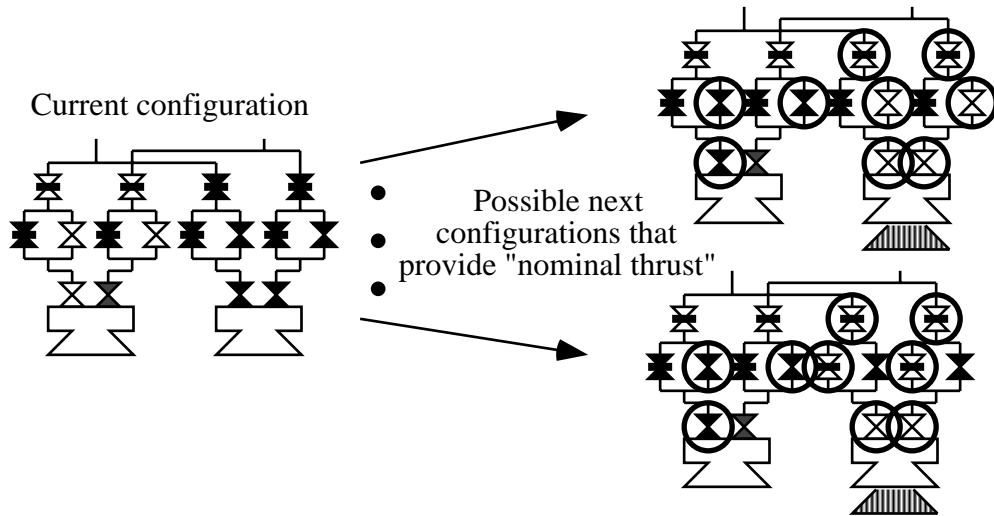 Current configuration
Possible next
configurations that
provide "nominal thrust"